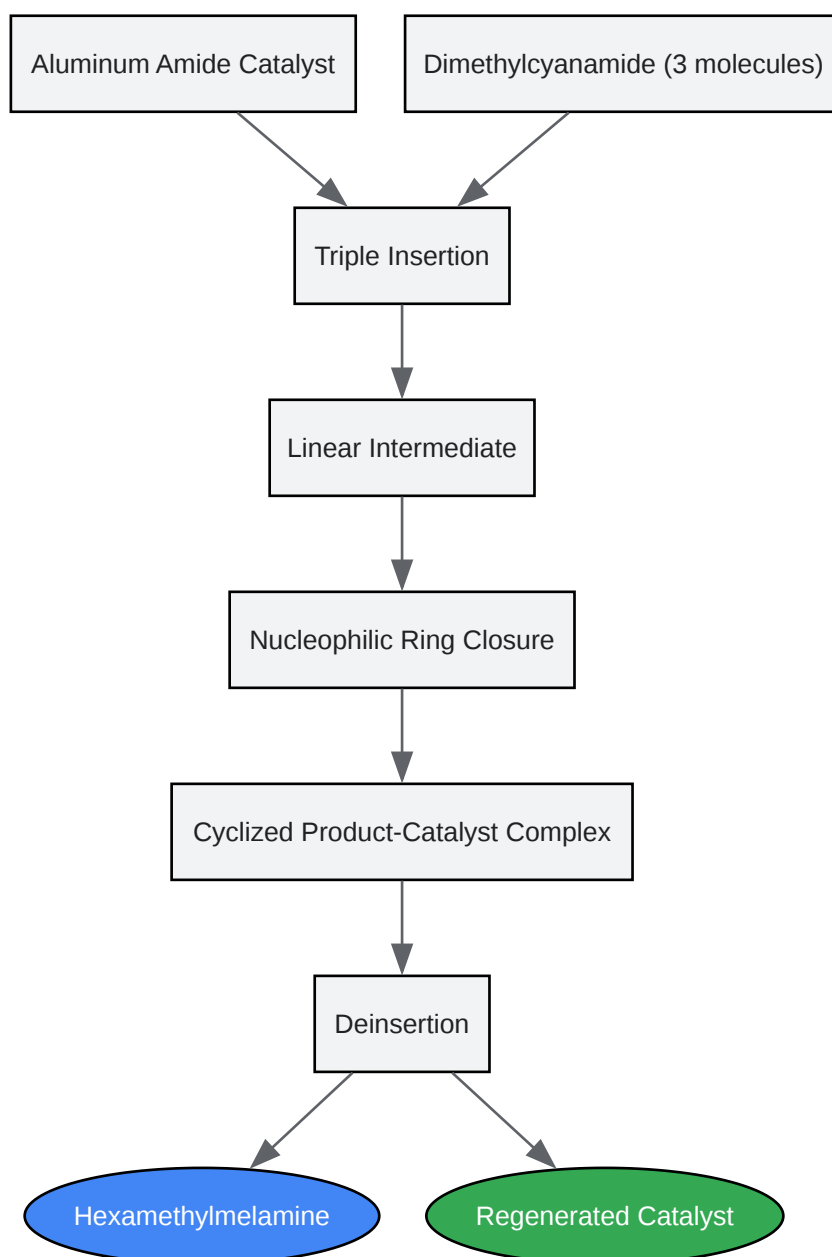 Aluminum Amide Catalyst
Dimethylcyanamide (3 molecules)
Triple Insertion
Linear Intermediate
Nucleophilic Ring Closure
Cyclized Product-Catalyst Complex
Deinsertion
Hexamethylmelamine
Regenerated Catalyst